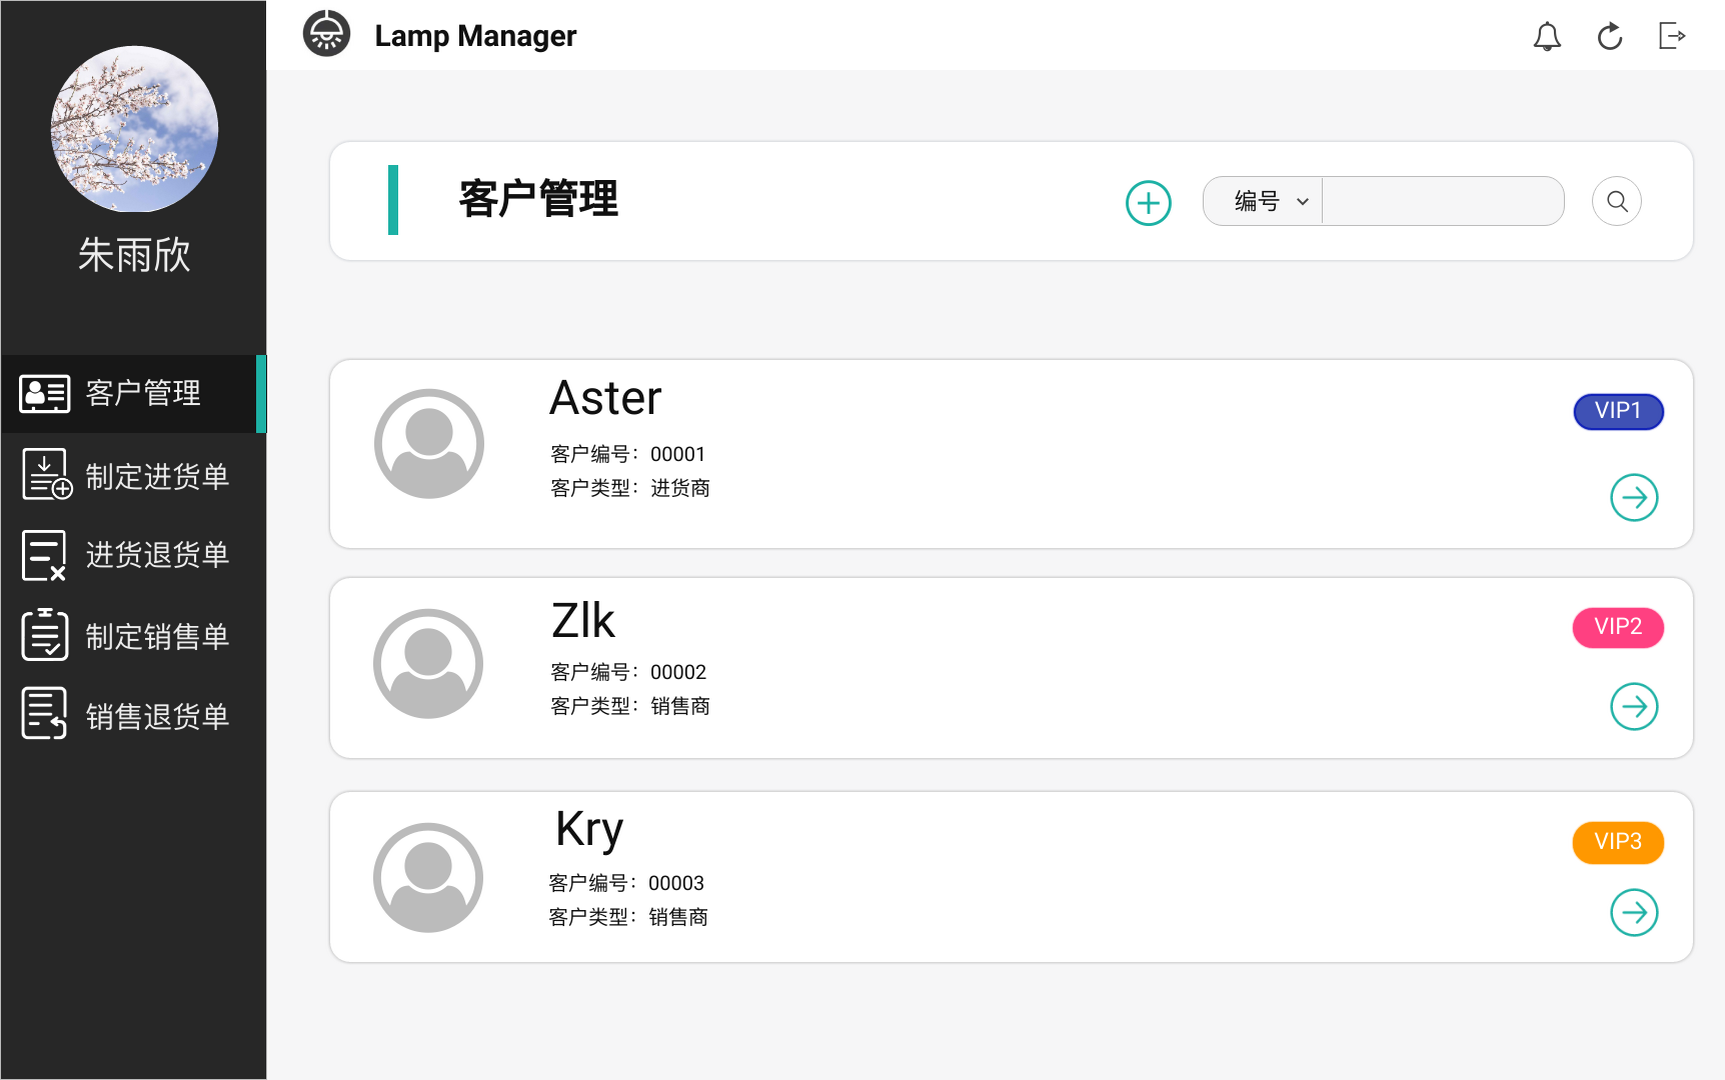 Lamp Manager
朱雨欣
客户管理
制定进货单
进货退货单
制定销售单
销售退货单
客户管理
编号
Aster
客户编号：00001
客户类型：进货商
VIP1
Zlk
客户编号：00002
客户类型：销售商
VIP2
Kry
客户编号：00003
客户类型：销售商
VIP3